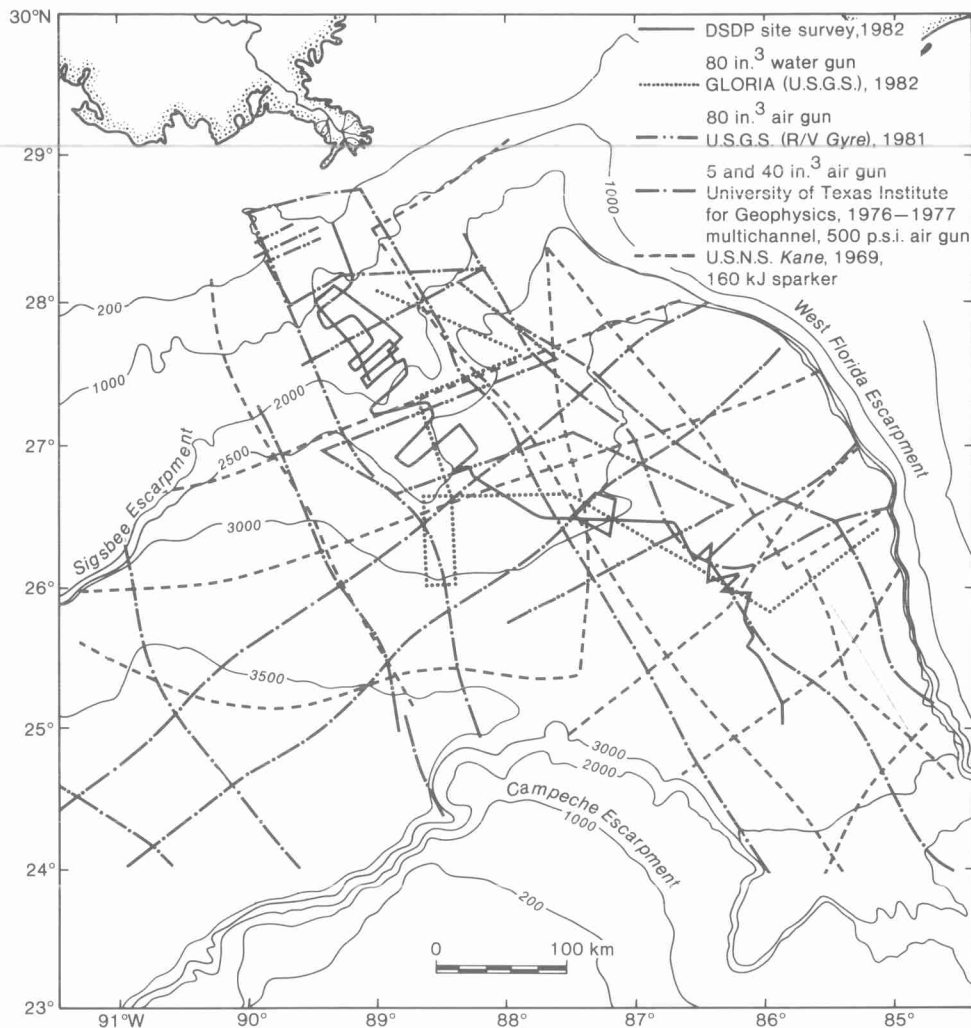 30°N
DSDP site survey, 1982
80 in.³ water gun
GLORIA (U.S.G.S.), 1982
80 in.³ air gun
U.S.G.S. (R/V Gyre), 1981
5 and 40 in.³ air gun
University of Texas Institute
for Geophysics, 1976–1977
multichannel, 500 p.s.i. air gun
U.S.N.S. Kane, 1969,
160 kJ sparker
29°
1000
28°
200
West Florida Escarpment
1000
2000
27°
2500
Sigsbee Escarpment
3000
26°
3500
25°
3000
2000
Campeche Escarpment
1000
24°
200
0 100 km
23°
91°W 90° 89° 88° 87° 86° 85°